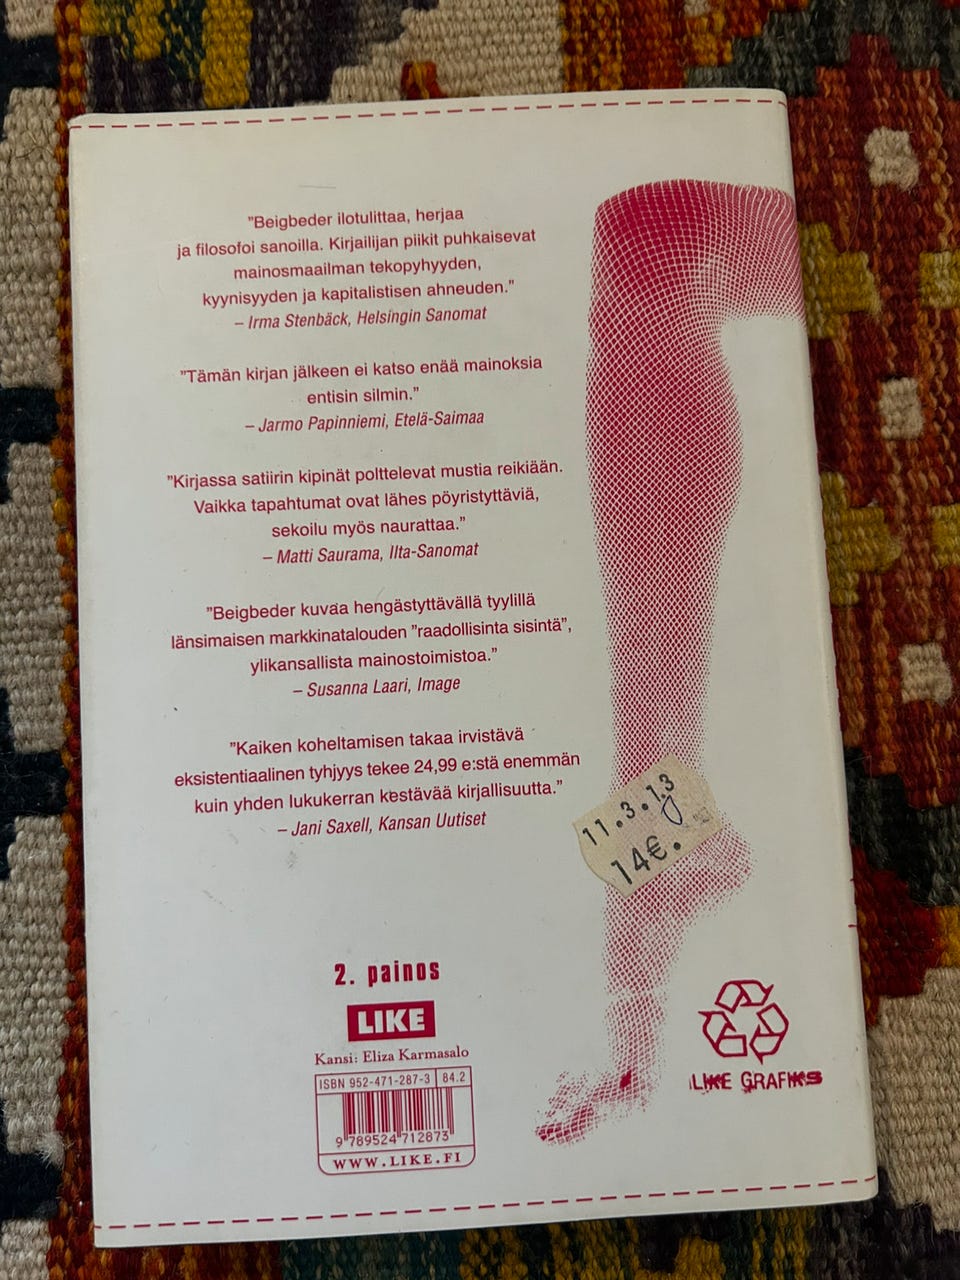 "Beigbeder ilotulittaa, herjaa
ja filosofoi sanoilla. Kirjailijan piikit puhkaisevat
mainosmaailman tekopyhyyden,
kyynisyyden ja kapitalistisen ahneuden."
– Irma Stenbäck, Helsingin Sanomat
"Tämän kirjan jälkeen ei katso enää mainoksia
entisin silmin."
– Jarmo Papinniemi, Etelä-Saimaa
"Kirjassa satiirin kipinät polttelevat mustia reikiään.
Vaikka tapahtumat ovat lähes pöyristyttäviä,
sekoilu myös naurattaa."
– Matti Saurama, Ilta-Sanomat
"Beigbeder kuvaa hengästyttävällä tyylillä
länsimaisen markkinatalouden "raadollisinta sisintä",
ylikansallista mainostoimistoa."
– Susanna Laari, Image
"Kaiken koheltamisen takaa irvistävä
eksistentiaalinen tyhjyys tekee 24,99 e:stä enemmän
kuin yhden lukukerran kestävää kirjallisuutta."
– Jani Saxell, Kansan Uutiset
11.3.13
14€.
2. painos
LIKE
Kansi: Eliza Karmasalo
ISBN 952-471-287-3 84.2
9 789524 712873
WWW.LIKE.FI
LIKE GRAFIKS